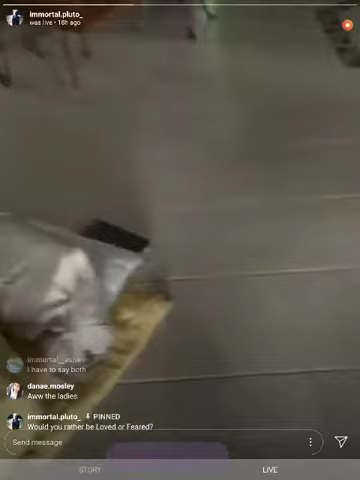 immortal.pluto_
was live • 18h ago
I have to say both
danae.mosley
Aww the ladies
immortal.pluto_ PINNED
Would you rather be Loved or Feared?
Send message
STORY
LIVE